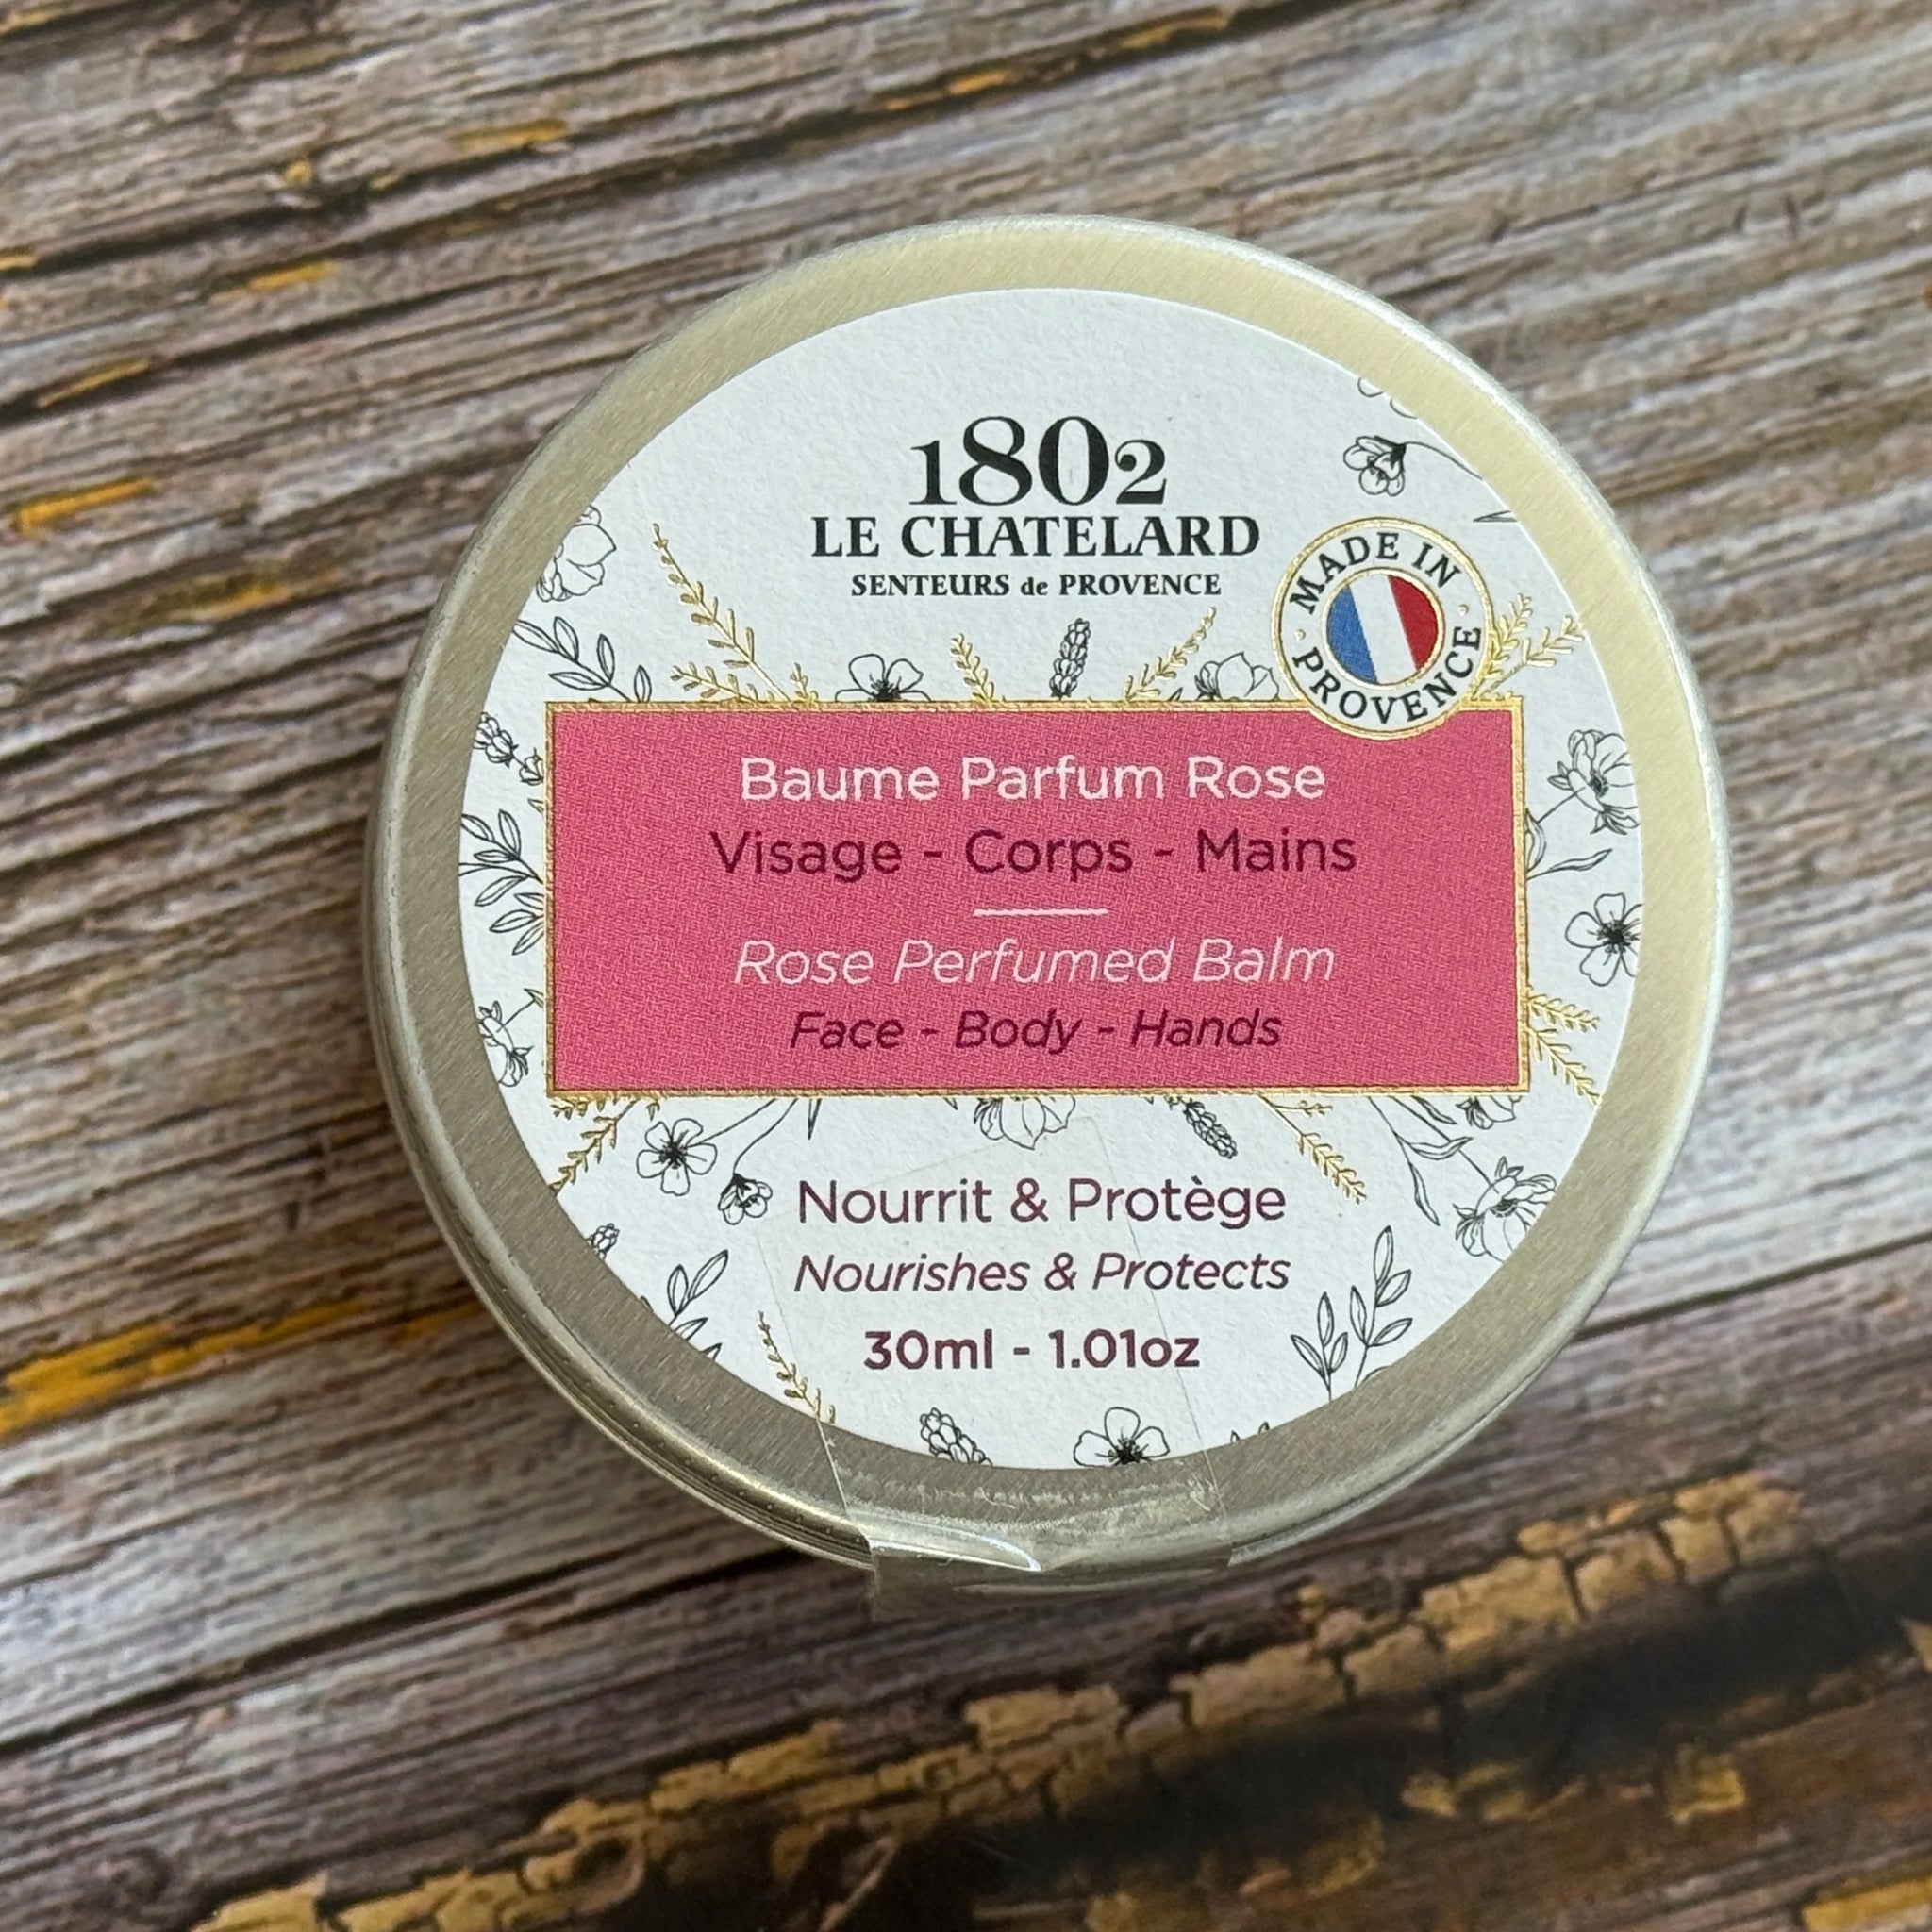 1802
LE CHATELARD
SENTEURS de PROVENCE
MADE IN
PROVENCE
Baume Parfum Rose
Visage - Corps - Mains
Rose Perfumed Balm
Face - Body - Hands
Nourrit & Protège
Nourishes & Protects
30ml - 1.01oz